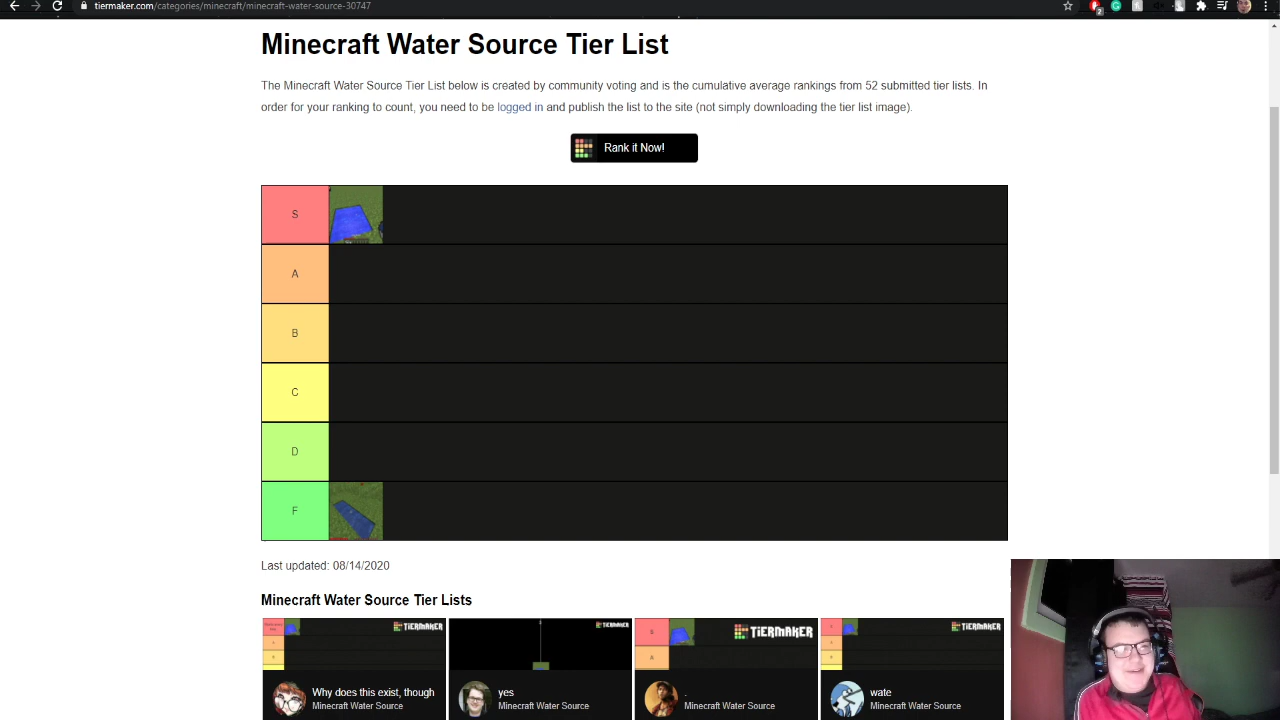 tiermaker.com/categories/minecraft/minecraft-water-source-30747
2
Minecraft Water Source Tier List
The Minecraft Water Source Tier List below is created by community voting and is the cumulative average rankings from 52 submitted tier lists. In
order for your ranking to count, you need to be logged in and publish the list to the site (not simply downloading the tier list image).
Rank it Now!
S
A
B
C
D
F
Last updated: 08/14/2020
Minecraft Water Source Tier Lists
TIERMAKER
TIERMAKER
TIERMAKER
TIERMAKER
Why does this exist, though
Minecraft Water Source
yes
Minecraft Water Source
.
Minecraft Water Source
wate
Minecraft Water Source